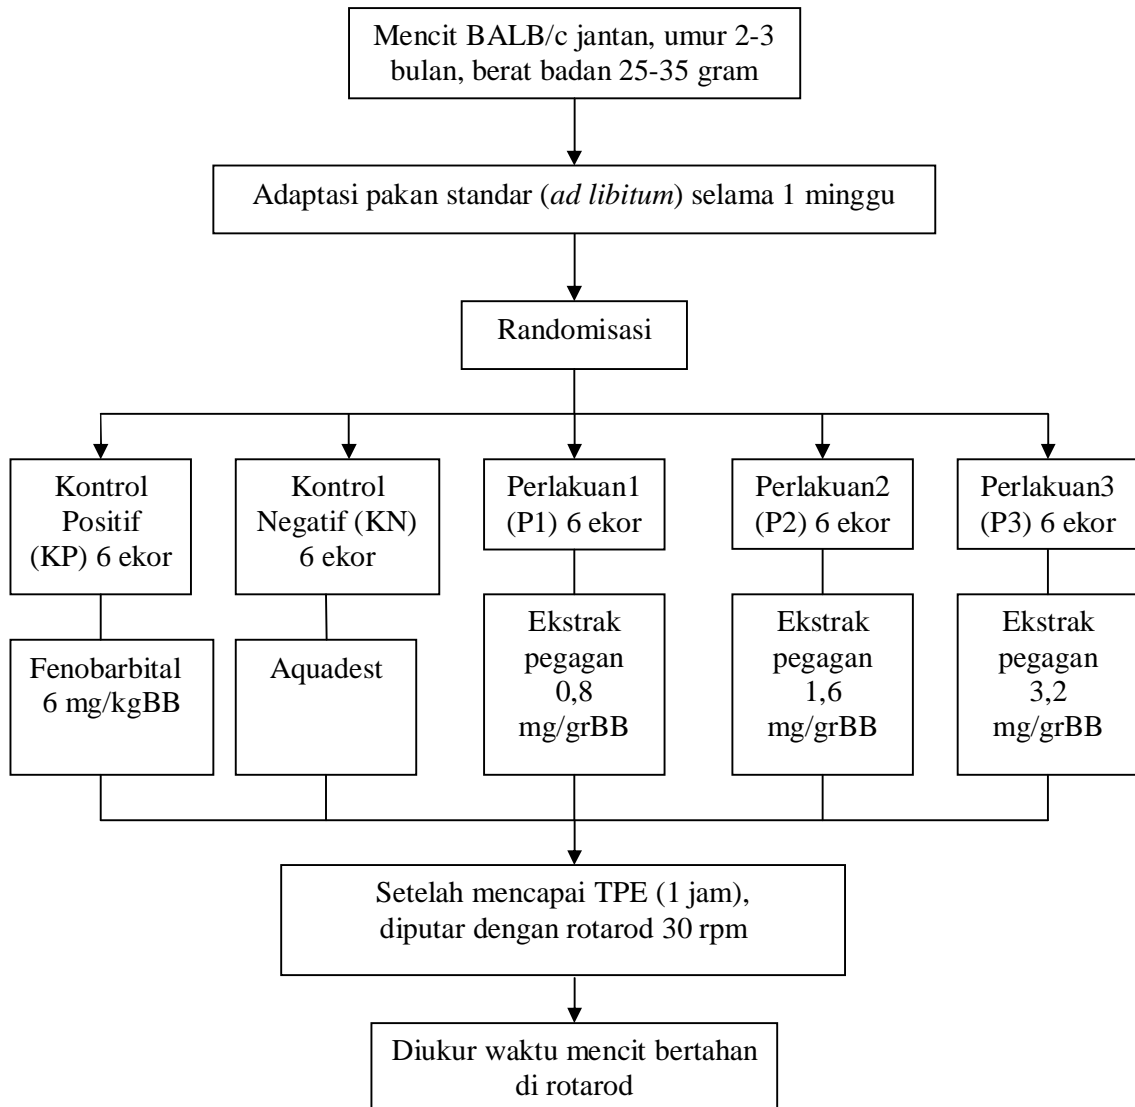 Mencit BALB/c jantan, umur 2-3
bulan, berat badan 25-35 gram
Adaptasi pakan standar (ad libitum) selama 1 minggu
Randomisasi
Kontrol
Positif
(KP) 6 ekor
Kontrol
Negatif (KN)
6 ekor
Perlakuan1
(P1) 6 ekor
Perlakuan2
(P2) 6 ekor
Perlakuan3
(P3) 6 ekor
Fenobarbital
6 mg/kgBB
Aquadest
Ekstrak
pegagan
0,8
mg/grBB
Ekstrak
pegagan
1,6
mg/grBB
Ekstrak
pegagan
3,2
mg/grBB
Setelah mencapai TPE (1 jam),
diputar dengan rotarod 30 rpm
Diukur waktu mencit bertahan
di rotarod